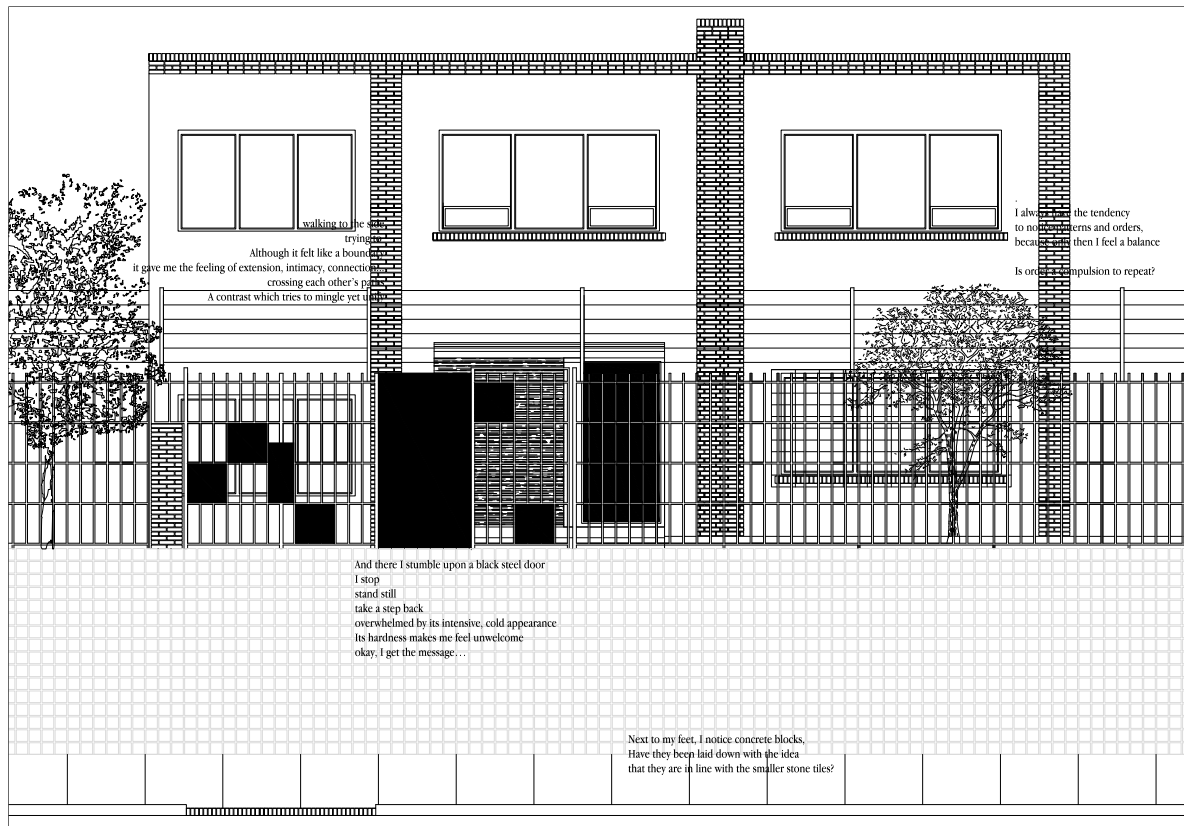 walking to the side
trying to
Although it felt like a boundary
it gave me the feeling of extension, intimacy, connection…
crossing each other's paths
A contrast which tries to mingle yet
I always have the tendency
to notice patterns and orders,
because only then I feel a balance
Is order a compulsion to repeat?
And there I stumble upon a black steel door
I stop
stand still
take a step back
overwhelmed by its intensive, cold appearance
Its hardness makes me feel unwelcome
okay, I get the message…
Next to my feet, I notice concrete blocks,
Have they been laid down with the idea
that they are in line with the smaller stone tiles?